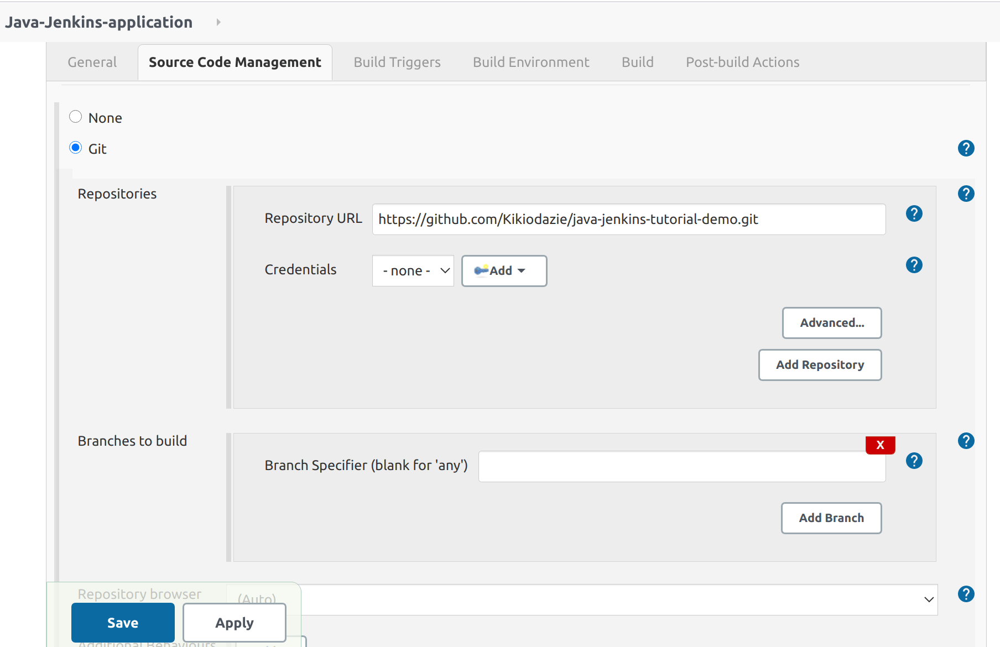 Java-Jenkins-application
General Source Code Management Build Triggers Build Environment Build Post-build Actions
None
Git
?
Repositories
?
Repository URL https://github.com/Kikiodazie/java-jenkins-tutorial-demo.git
?
Credentials - none - Add
?
Advanced...
Add Repository
Branches to build
?
X
Branch Specifier (blank for 'any')
?
Add Branch
Repository browser (Auto)
?
Save Apply
Additional Behaviours